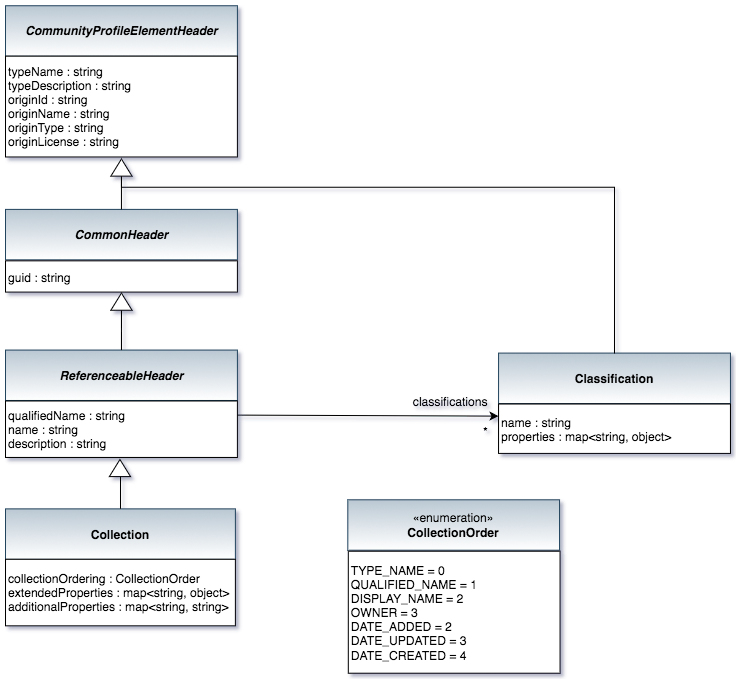 CommunityProfileElementHeader
typeName : string
typeDescription : string
originId : string
originName : string
originType : string
originLicense : string
CommonHeader
guid : string
ReferenceableHeader
qualifiedName : string
name : string
description : string
classifications
*
Classification
name : string
properties : map<string, object>
Collection
collectionOrdering : CollectionOrder
extendedProperties : map<string, object>
additionalProperties : map<string, string>
«enumeration»
CollectionOrder
TYPE_NAME = 0
QUALIFIED_NAME = 1
DISPLAY_NAME = 2
OWNER = 3
DATE_ADDED = 2
DATE_UPDATED = 3
DATE_CREATED = 4